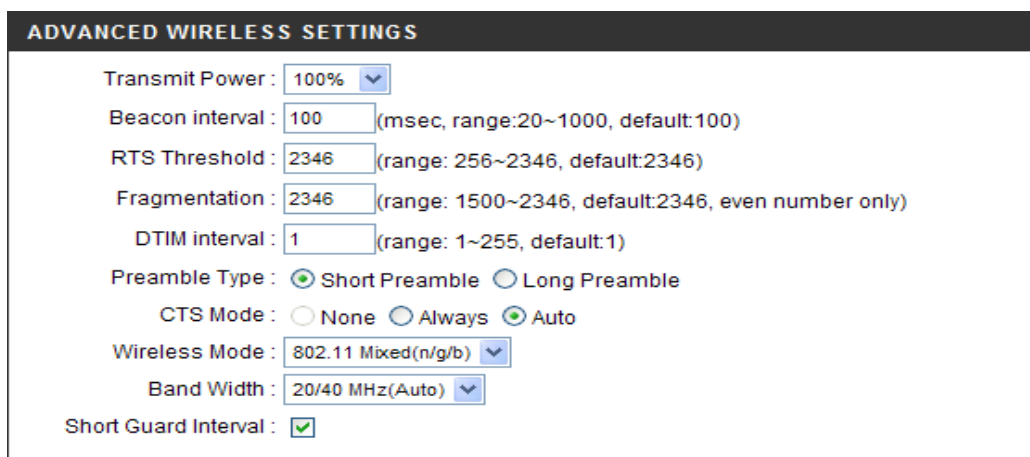 ADVANCED WIRELESS SETTINGS
Transmit Power : 100%
Beacon interval : 100 (msec, range:20~1000, default:100)
RTS Threshold : 2346 (range: 256~2346, default:2346)
Fragmentation : 2346 (range: 1500~2346, default:2346, even number only)
DTIM interval : 1 (range: 1~255, default:1)
Preamble Type : Short Preamble Long Preamble
CTS Mode : None Always Auto
Wireless Mode : 802.11 Mixed(n/g/b)
Band Width : 20/40 MHz(Auto)
Short Guard Interval :